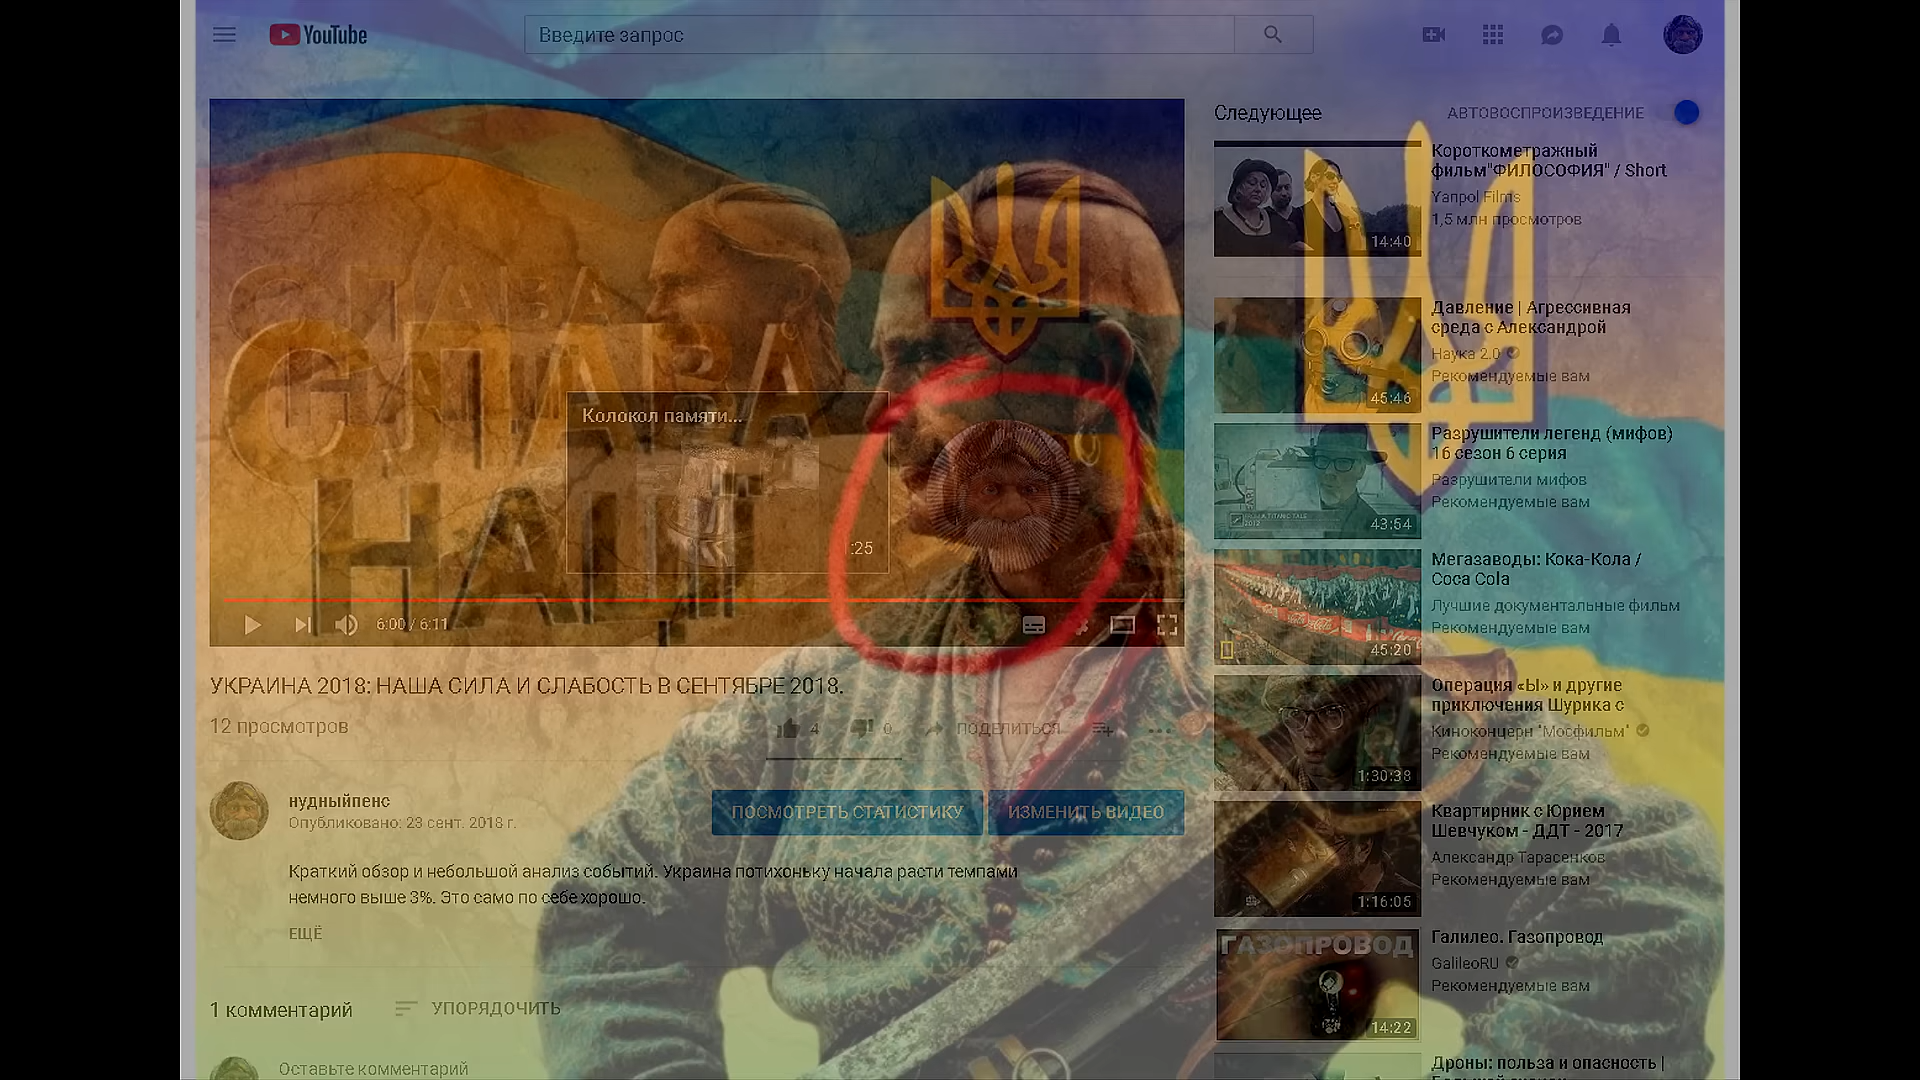 YouTube
Введите запрос
СЛАВА
СЛАВА
НАЦІ
Колокол памяти...
:25
6:00 / 6:11
УКРАИНА 2018: НАША СИЛА И СЛАБОСТЬ В СЕНТЯБРЕ 2018.
12 просмотров
4
0
ПОДЕЛИТЬСЯ
нудныйпенс
Опубликовано: 23 сент. 2018 г.
ПОСМОТРЕТЬ СТАТИСТИКУ
ИЗМЕНИТЬ ВИДЕО
Краткий обзор и небольшой анализ событий. Украина потихоньку начала расти темпами
немного выше 3%. Это само по себе хорошо.
ЕЩЁ
1 комментарий
УПОРЯДОЧИТЬ
Оставьте комментарий
Следующее
АВТОВОСПРОИЗВЕДЕНИЕ
Короткометражный
фильм"ФИЛОСОФИЯ" / Short
Yanpol Films
1,5 млн просмотров
14:40
Давление | Агрессивная
среда с Александрой
Наука 2.0
Рекомендуемые вам
45:46
Разрушители легенд (мифов)
16 сезон 6 серия
Разрушители мифов
Рекомендуемые вам
43:54
Мегазаводы: Кока-Кола /
Coca Cola
Лучшие документальные фильм
Рекомендуемые вам
45:20
Операция «Ы» и другие
приключения Шурика с
Киноконцерн "Мосфильм"
Рекомендуемые вам
1:30:38
Квартирник с Юрием
Шевчуком - ДДТ - 2017
Александр Тарасенков
Рекомендуемые вам
1:16:05
ГАЗОПРОВОД
Галилео. Газопровод
GalileoRU
Рекомендуемые вам
14:22
Дроны: польза и опасность |